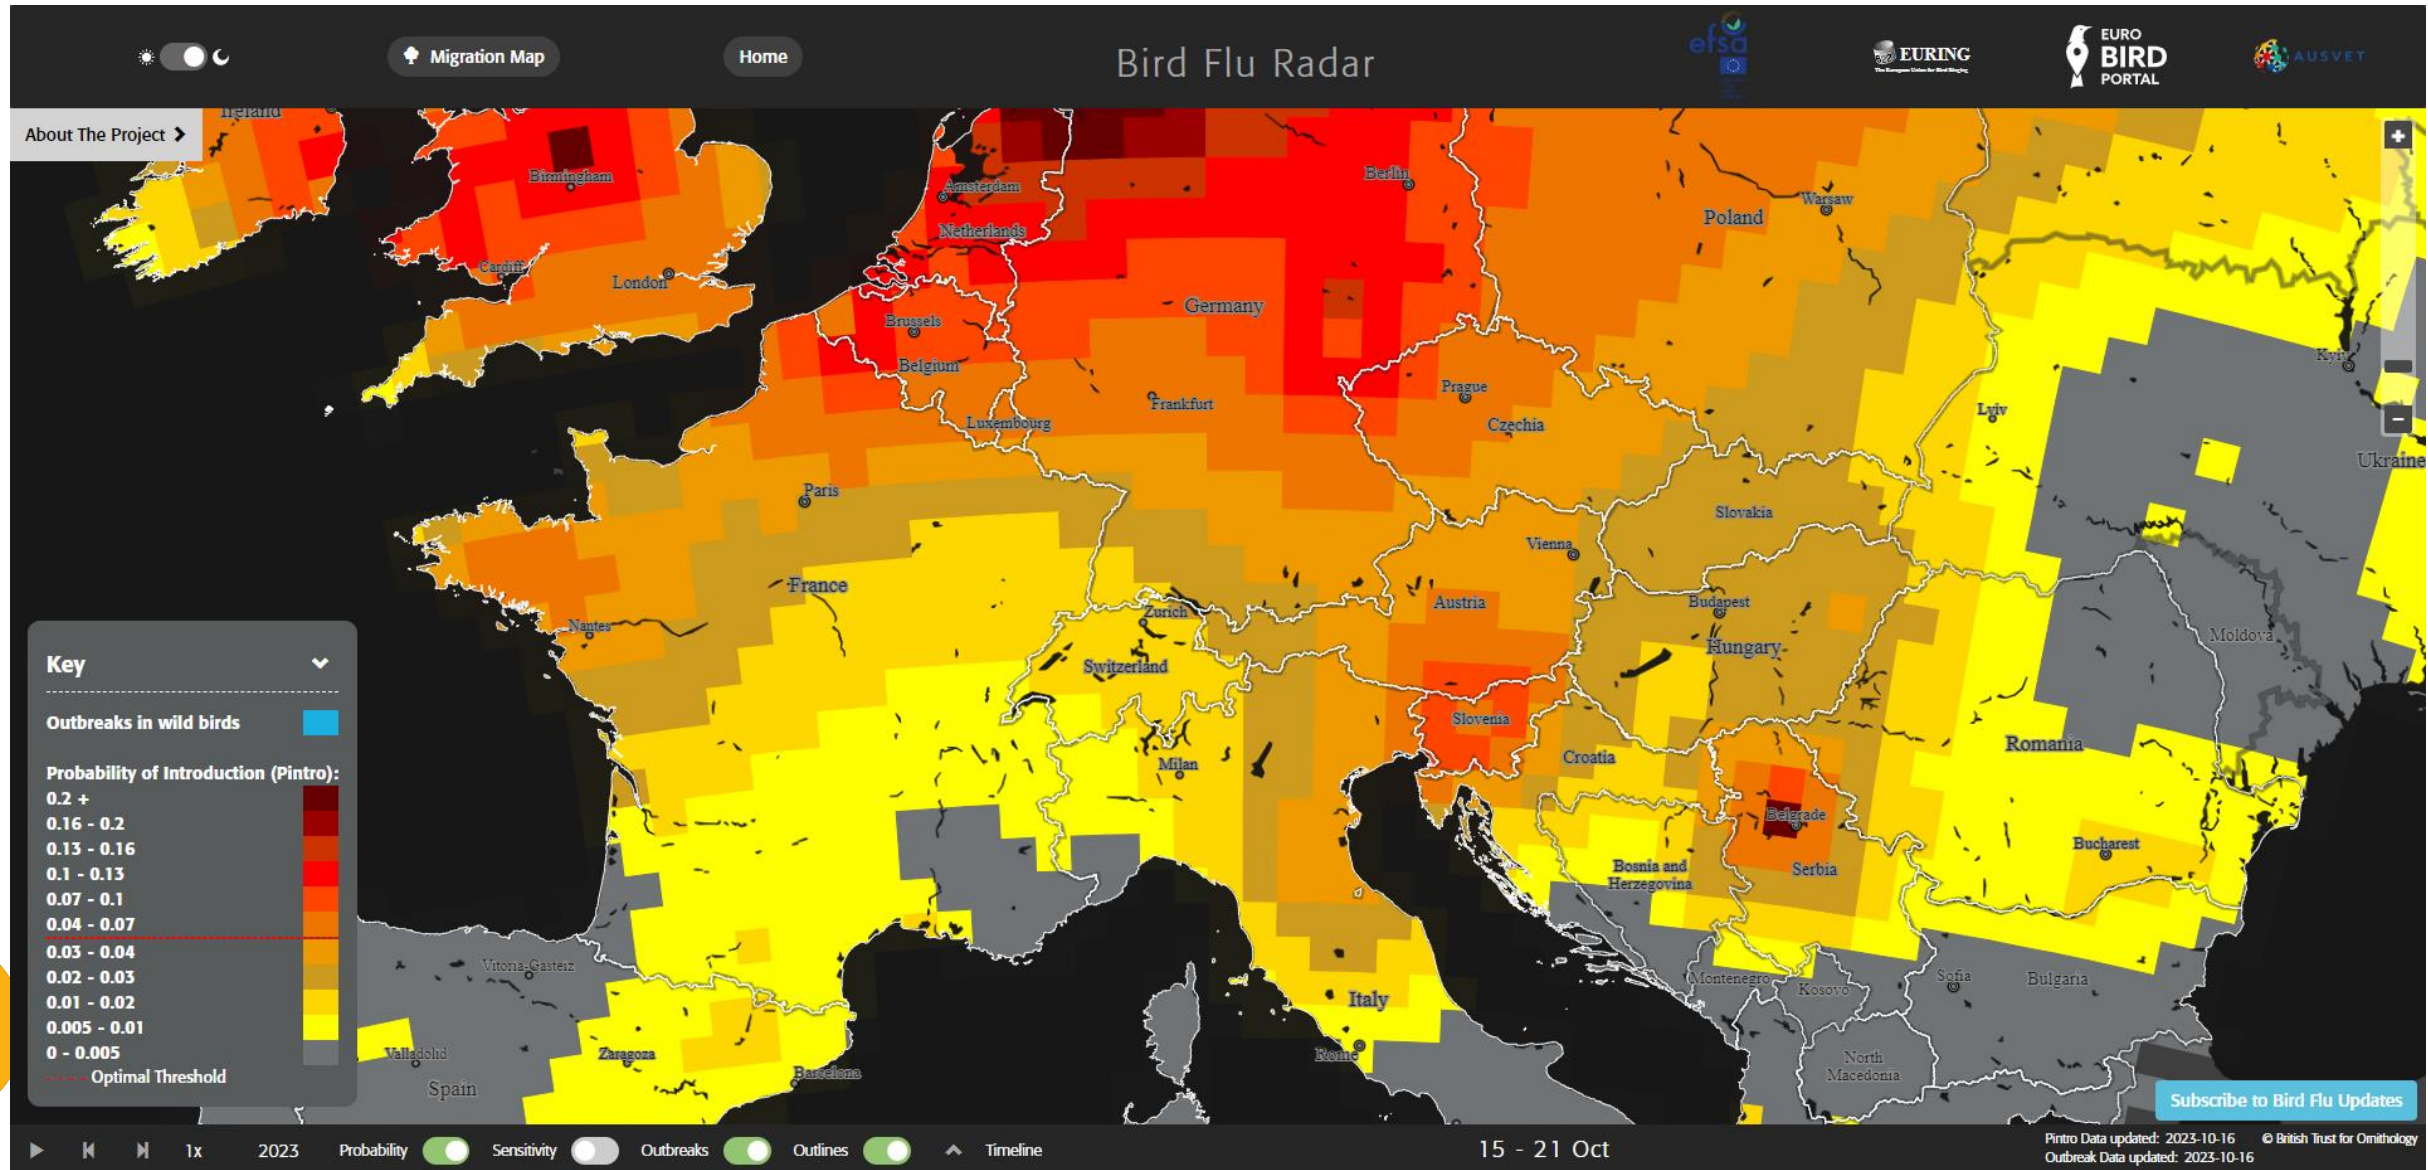 Migration Map
Home
Bird Flu Radar
efsa
EURING
The European Union for Bird Ringing
EURO
BIRD
PORTAL
AUSVET
About The Project
Ireland
Birmingham
Cardiff
London
Amsterdam
Netherlands
Brussels
Belgium
Luxembourg
Berlin
Germany
Frankfurt
Poland
Warsaw
Prague
Czechia
Kyiv
Lviv
Ukraine
Paris
France
Nantes
Slovakia
Vienna
Austria
Budapest
Hungary
Zurich
Switzerland
Moldova
Slovenia
Croatia
Milan
Romania
Belgrade
Serbia
Bosnia and
Herzegovina
Bucharest
Vitoria-Gasteiz
Montenegro
Kosovo
Sofia
Bulgaria
Italy
Rome
Valladolid
Zaragoza
Barcelona
Spain
North
Macedonia
Key
Outbreaks in wild birds
Probability of Introduction (Pintro):
0.2 +
0.16 - 0.2
0.13 - 0.16
0.1 - 0.13
0.07 - 0.1
0.04 - 0.07
0.03 - 0.04
0.02 - 0.03
0.01 - 0.02
0.005 - 0.01
0 - 0.005
Optimal Threshold
Subscribe to Bird Flu Updates
1x
2023
Probability
Sensitivity
Outbreaks
Outlines
Timeline
15 - 21 Oct
Pintro Data updated: 2023-10-16
© British Trust for Ornithology
Outbreak Data updated: 2023-10-16